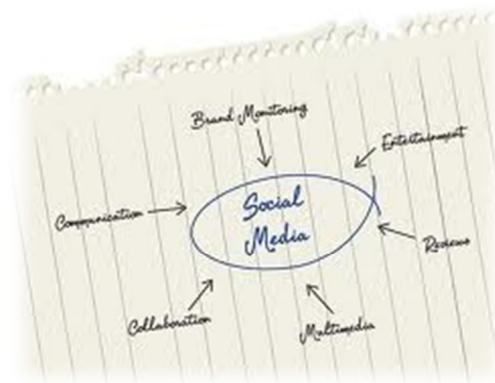 Brand Monitoring
Entertainment
Communication
Social
Media
Reviews
Collaboration
Multimedia